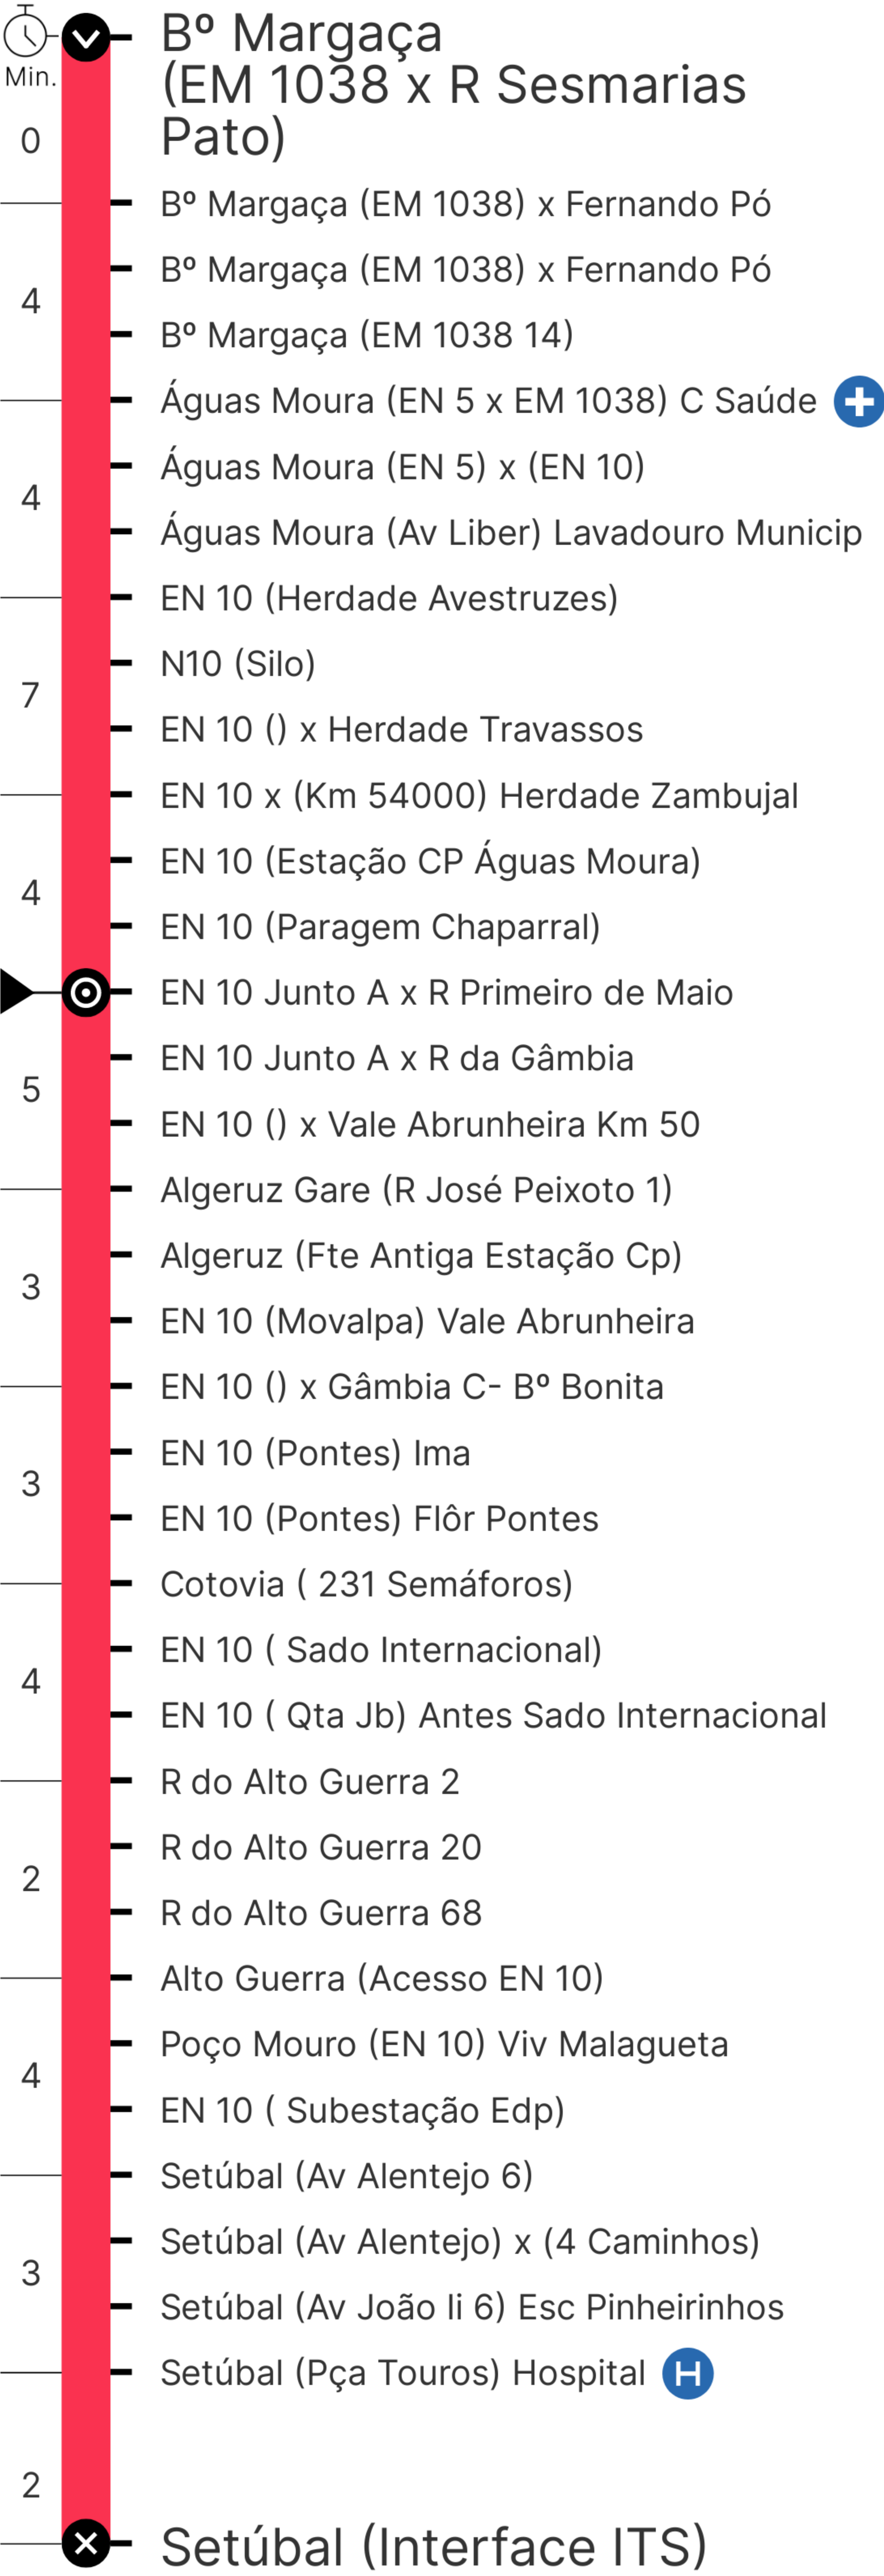 Min.
Bº Margaça
(EM 1038 x R Sesmarias
Pato)
0
Bº Margaça (EM 1038) x Fernando Pó
Bº Margaça (EM 1038) x Fernando Pó
4
Bº Margaça (EM 1038 14)
Águas Moura (EN 5 x EM 1038) C Saúde
Águas Moura (EN 5) x (EN 10)
4
Águas Moura (Av Liber) Lavadouro Municip
EN 10 (Herdade Avestruzes)
N10 (Silo)
7
EN 10 () x Herdade Travassos
EN 10 x (Km 54000) Herdade Zambujal
EN 10 (Estação CP Águas Moura)
4
EN 10 (Paragem Chaparral)
EN 10 Junto A x R Primeiro de Maio
EN 10 Junto A x R da Gâmbia
5
EN 10 () x Vale Abrunheira Km 50
Algeruz Gare (R José Peixoto 1)
Algeruz (Fte Antiga Estação Cp)
3
EN 10 (Movalpa) Vale Abrunheira
EN 10 () x Gâmbia C- Bº Bonita
EN 10 (Pontes) Ima
3
EN 10 (Pontes) Flôr Pontes
Cotovia ( 231 Semáforos)
EN 10 ( Sado Internacional)
4
EN 10 ( Qta Jb) Antes Sado Internacional
R do Alto Guerra 2
R do Alto Guerra 20
2
R do Alto Guerra 68
Alto Guerra (Acesso EN 10)
Poço Mouro (EN 10) Viv Malagueta
4
EN 10 ( Subestação Edp)
Setúbal (Av Alentejo 6)
Setúbal (Av Alentejo) x (4 Caminhos)
3
Setúbal (Av João Ii 6) Esc Pinheirinhos
Setúbal (Pça Touros) Hospital H
2
Setúbal (Interface ITS)